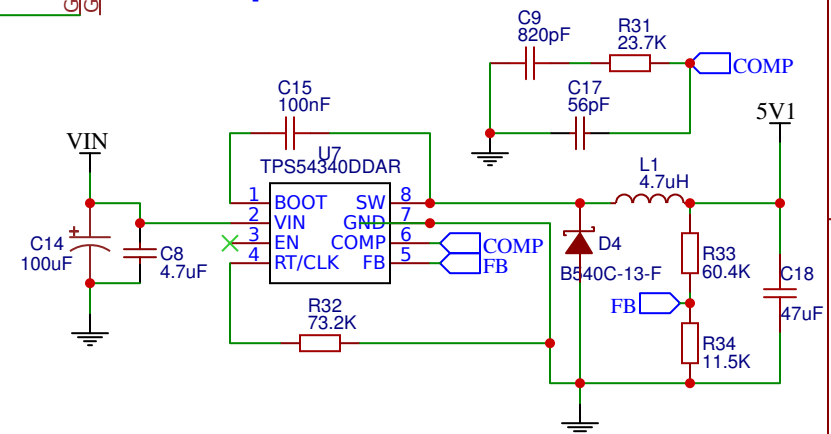 G
G
C9
820pF
R31
23.7K
COMP
C17
56pF
C15
100nF
5V1
VIN
U7
TPS54340DDAR
L1
4.7uH
1 BOOT SW 8
2 VIN GND 7
3 EN COMP 6
4 RT/CLK FB 5
COMP
FB
C14
100uF
C8
4.7uF
D4
B540C-13-F
R33
60.4K
C18
47uF
FB
R32
73.2K
R34
11.5K